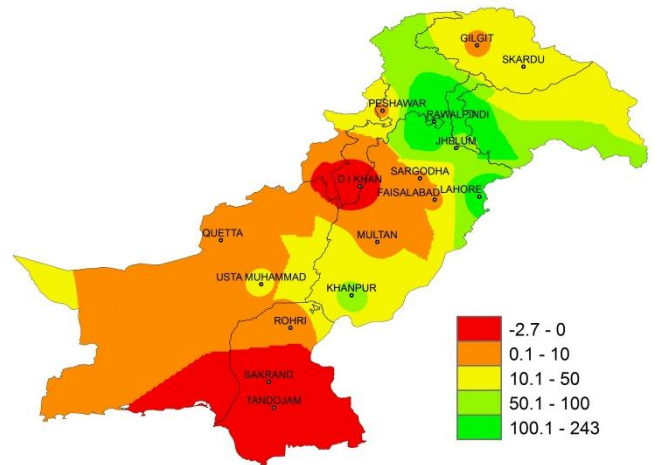 GILGIT
SKARDU
PESHAWAR
RAWALPINDI
JHELUM
SARGODHA
D I KHAN
FAISALABAD
LAHORE
QUETTA
MULTAN
USTA MUHAMMAD
KHANPUR
ROHRI
SAKRAND
TANDOJAM
-2.7 - 0
0.1 - 10
10.1 - 50
50.1 - 100
100.1 - 243